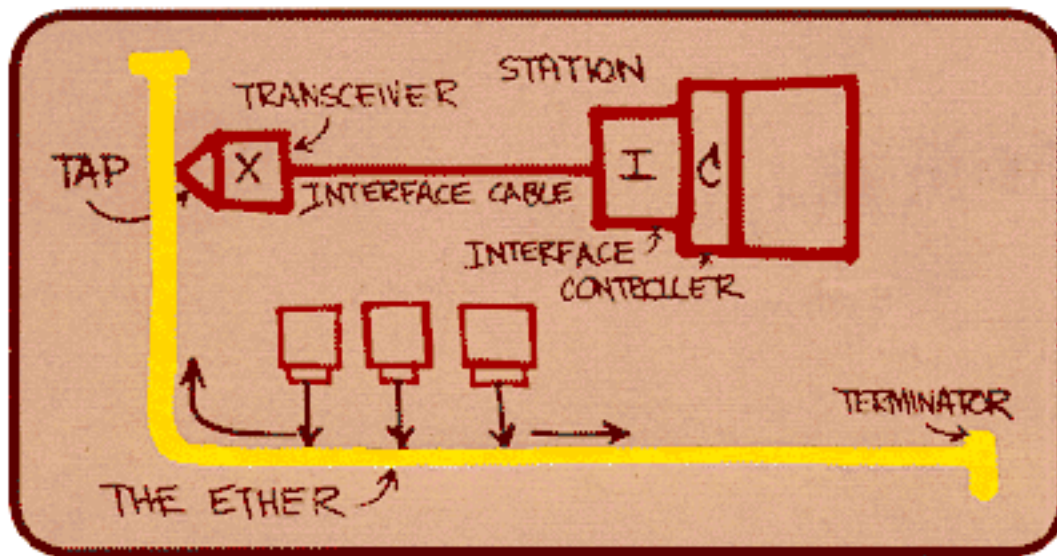 STATION
TRANSCEIVER
TAP
X
I
C
INTERFACE CABLE
INTERFACE
CONTROLLER
TERMINATOR
THE ETHER